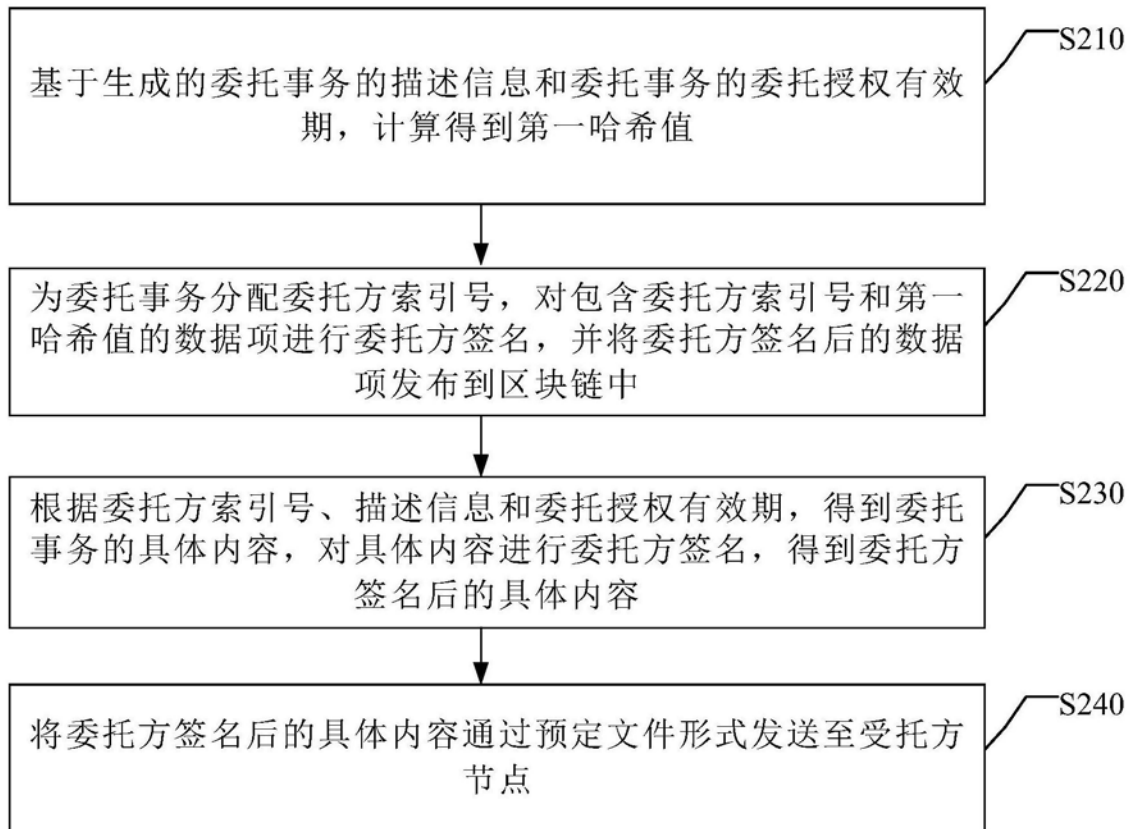 基于生成的委托事务的描述信息和委托事务的委托授权有效
期，计算得到第一哈希值
S210
为委托事务分配委托方索引号，对包含委托方索引号和第一
哈希值的数据项进行委托方签名，并将委托方签名后的数据
项发布到区块链中
S220
根据委托方索引号、描述信息和委托授权有效期，得到委托
事务的具体内容，对具体内容进行委托方签名，得到委托方
签名后的具体内容
S230
将委托方签名后的具体内容通过预定文件形式发送至受托方
节点
S240